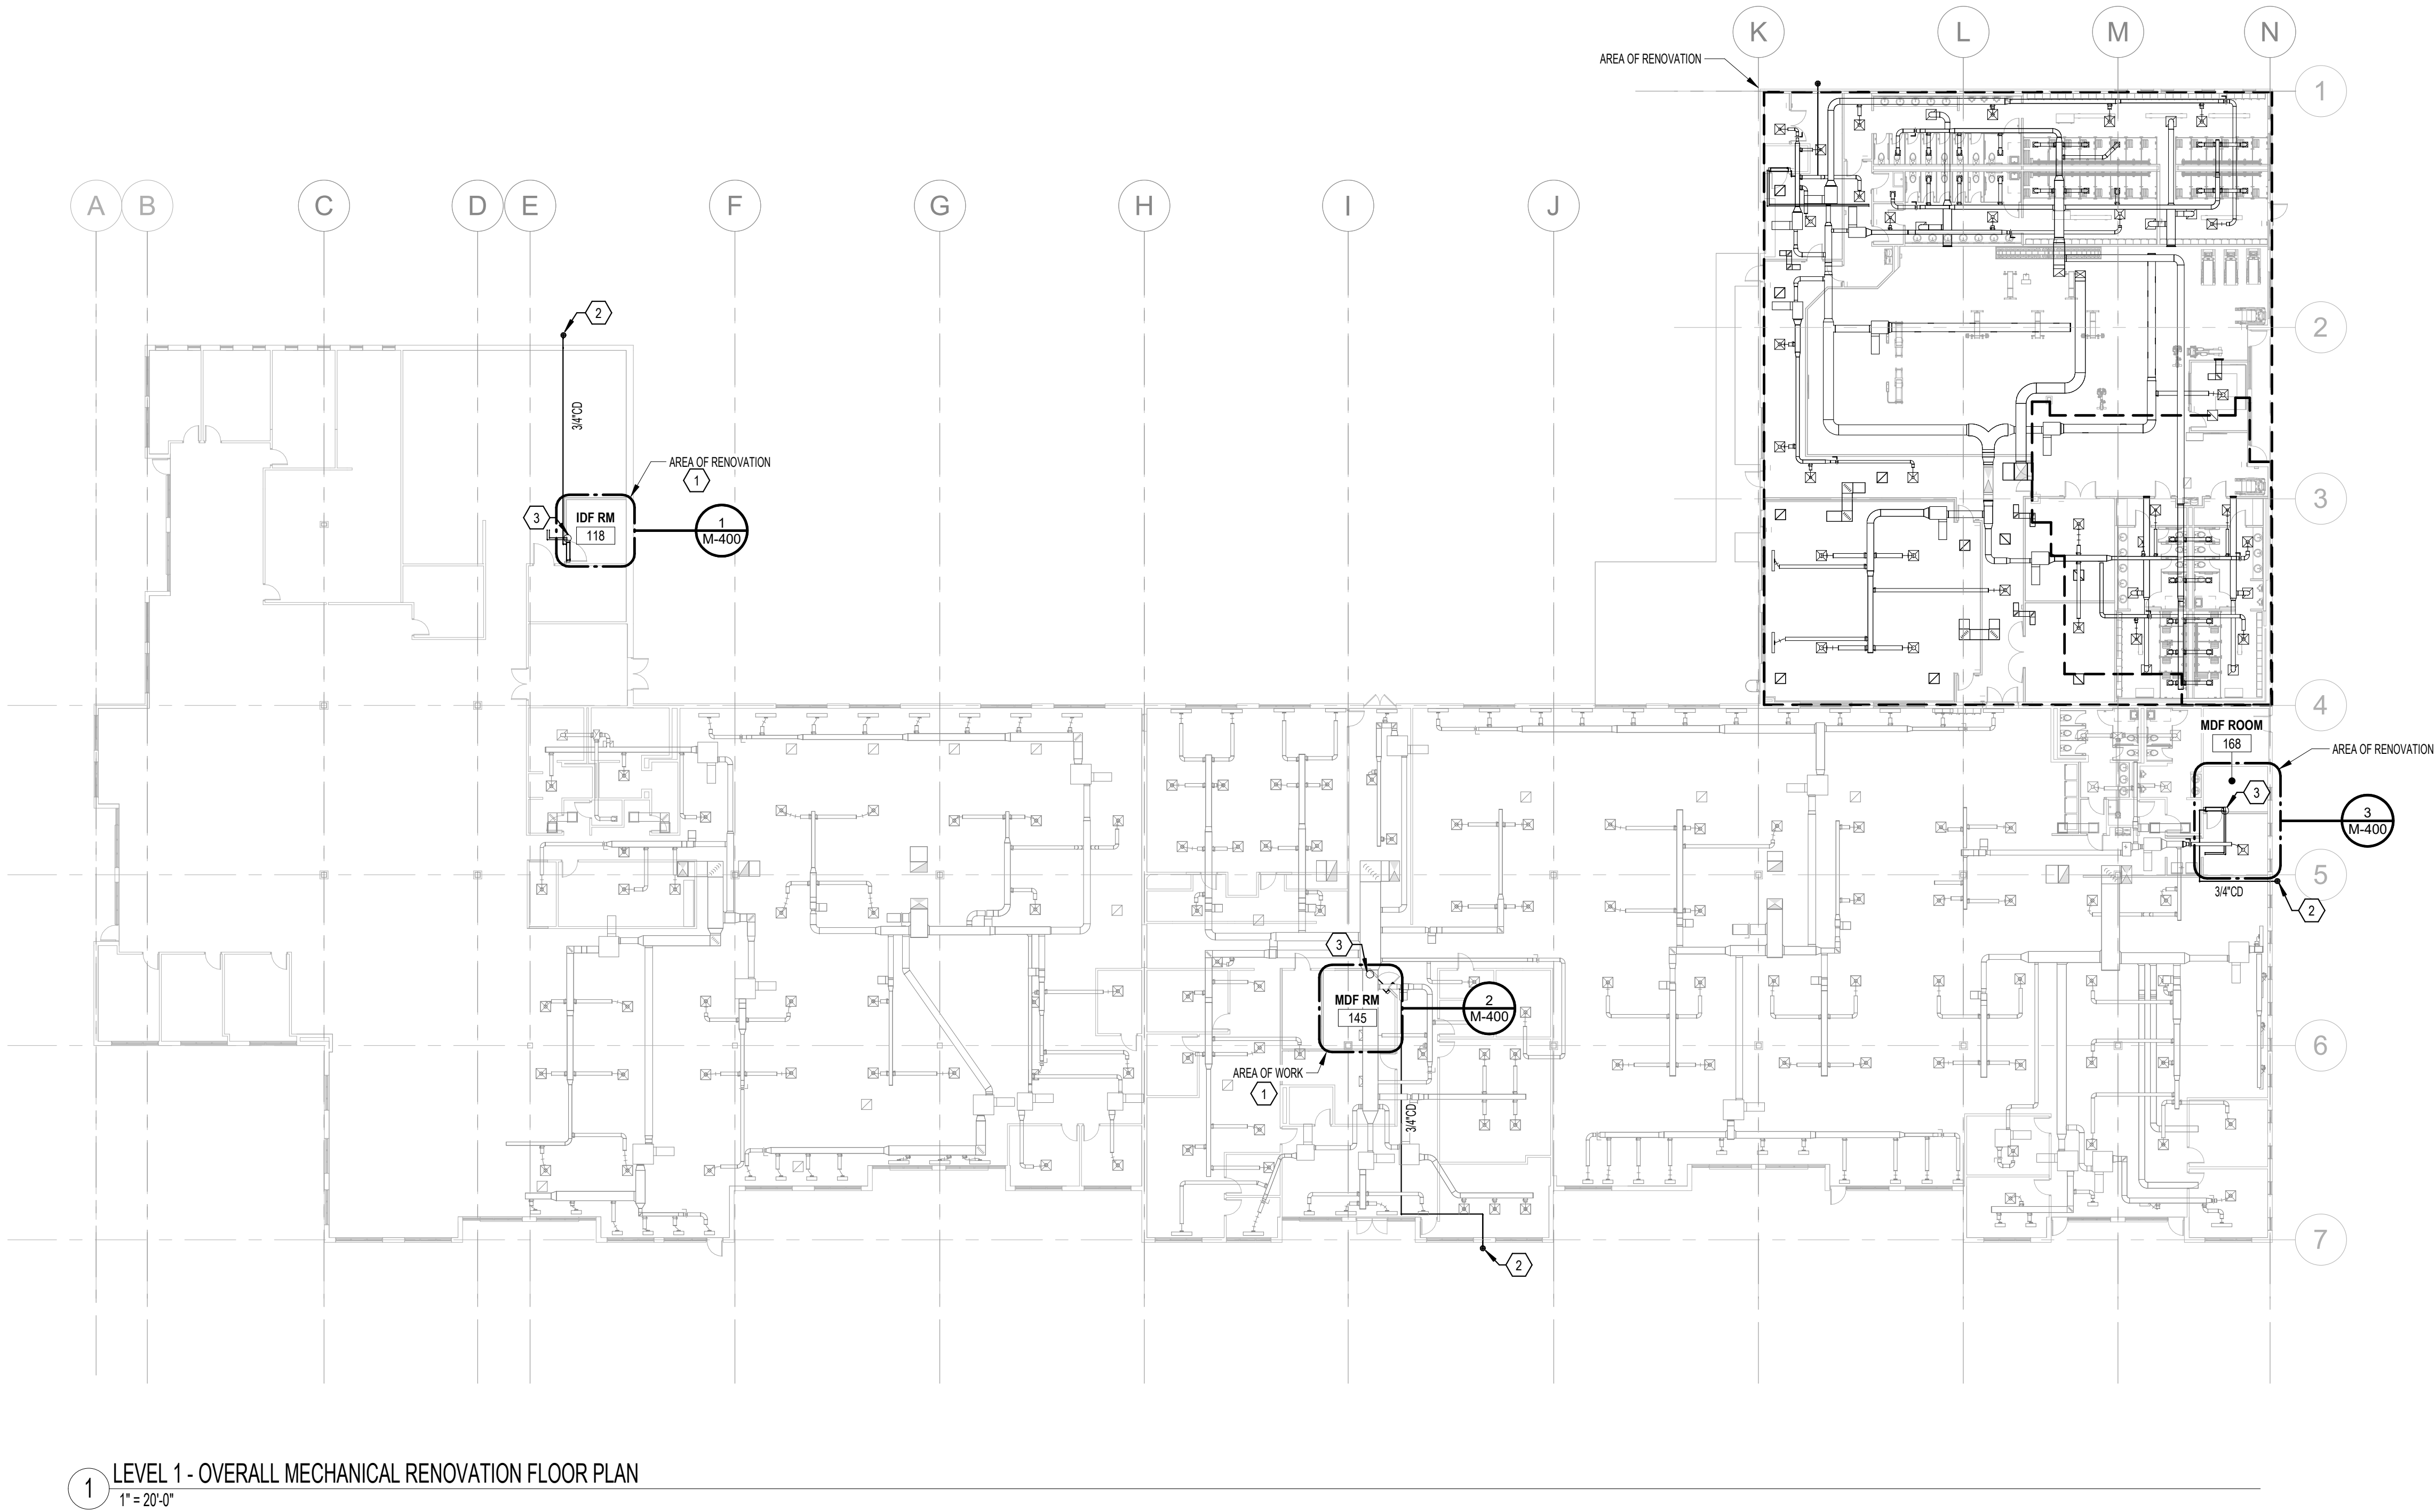 K
L
M
N
AREA OF RENOVATION
1
A
B
C
D
E
F
G
H
I
J
2
2
3/4"CD
AREA OF RENOVATION
1
3
IDF RM
118
1
M-400
3
4
MDF ROOM
168
AREA OF RENOVATION
3
3
M-400
5
3/4"CD
2
3
MDF RM
145
2
M-400
6
AREA OF WORK
1
3/4"CD
7
2
1
LEVEL 1 - OVERALL MECHANICAL RENOVATION FLOOR PLAN
1" = 20'-0"